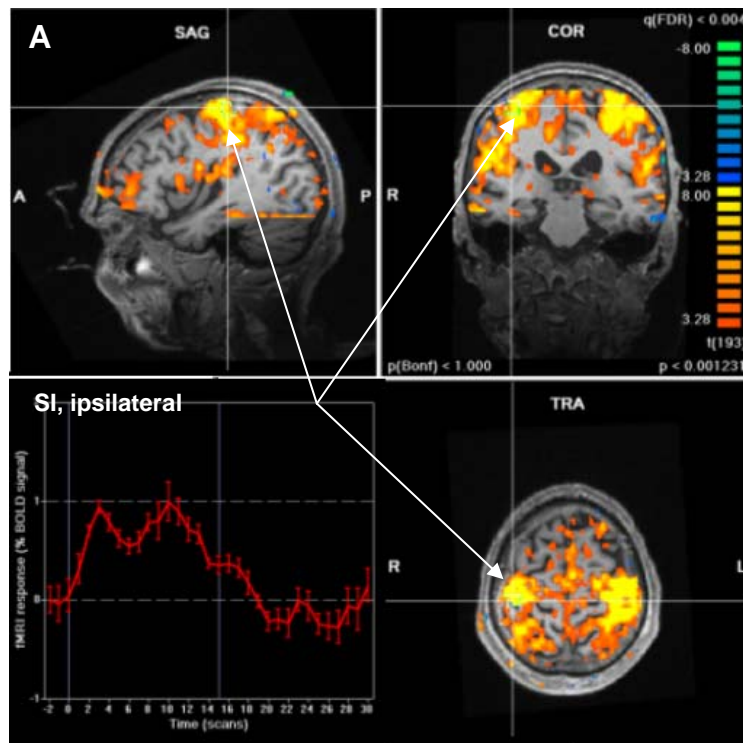 A
SAG
A
P
COR
q(FDR) < 0.004
-8.00
3.28
8.00
3.28
t(193)
R
p(Bonf) < 1.000
p < 0.001231
SI, ipsilateral
fMRI response (% BOLD signal)
1
0
-1
-2 0 2 4 6 8 10 12 14 16 18 20 22 24 26 28 30
Time (scans)
TRA
R
L